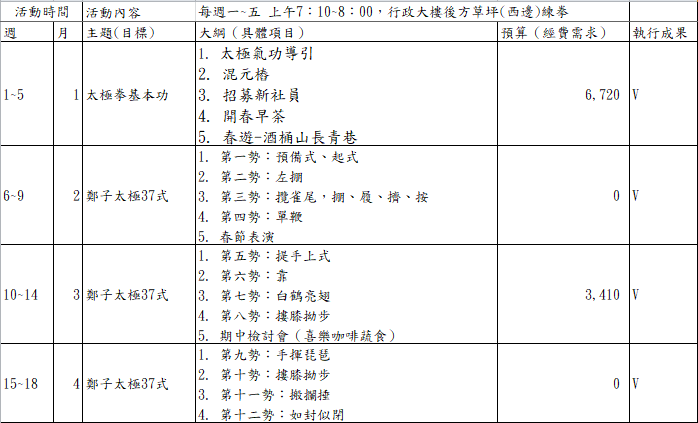 活動時間 活動內容 每週一~五 上午7：10~8：00，行政大樓後方草坪(西邊)練拳
週 月 主題(目標) 大綱（具體項目） 預算（經費需求） 執行成果
1~5 1 太極拳基本功 6,720 V
1. 太極氣功導引
2. 混元樁
3. 招募新社員
4. 開春早茶
5. 春遊-酒桶山長青巷
6~9 2 鄭子太極37式 0 V
1. 第一勢：預備式、起式
2. 第二勢：左掤
3. 第三勢：攬雀尾，掤、履、擠、按
4. 第四勢：單鞭
5. 春節表演
10~14 3 鄭子太極37式 3,410 V
1. 第五勢：提手上式
2. 第六勢：靠
3. 第七勢：白鶴亮翅
4. 第八勢：摟膝拗步
5. 期中檢討會（喜樂咖啡蔬食）
15~18 4 鄭子太極37式 0 V
1. 第九勢：手揮琵琶
2. 第十勢：摟膝拗步
3. 第十一勢：搬攔捶
4. 第十二勢：如封似閉